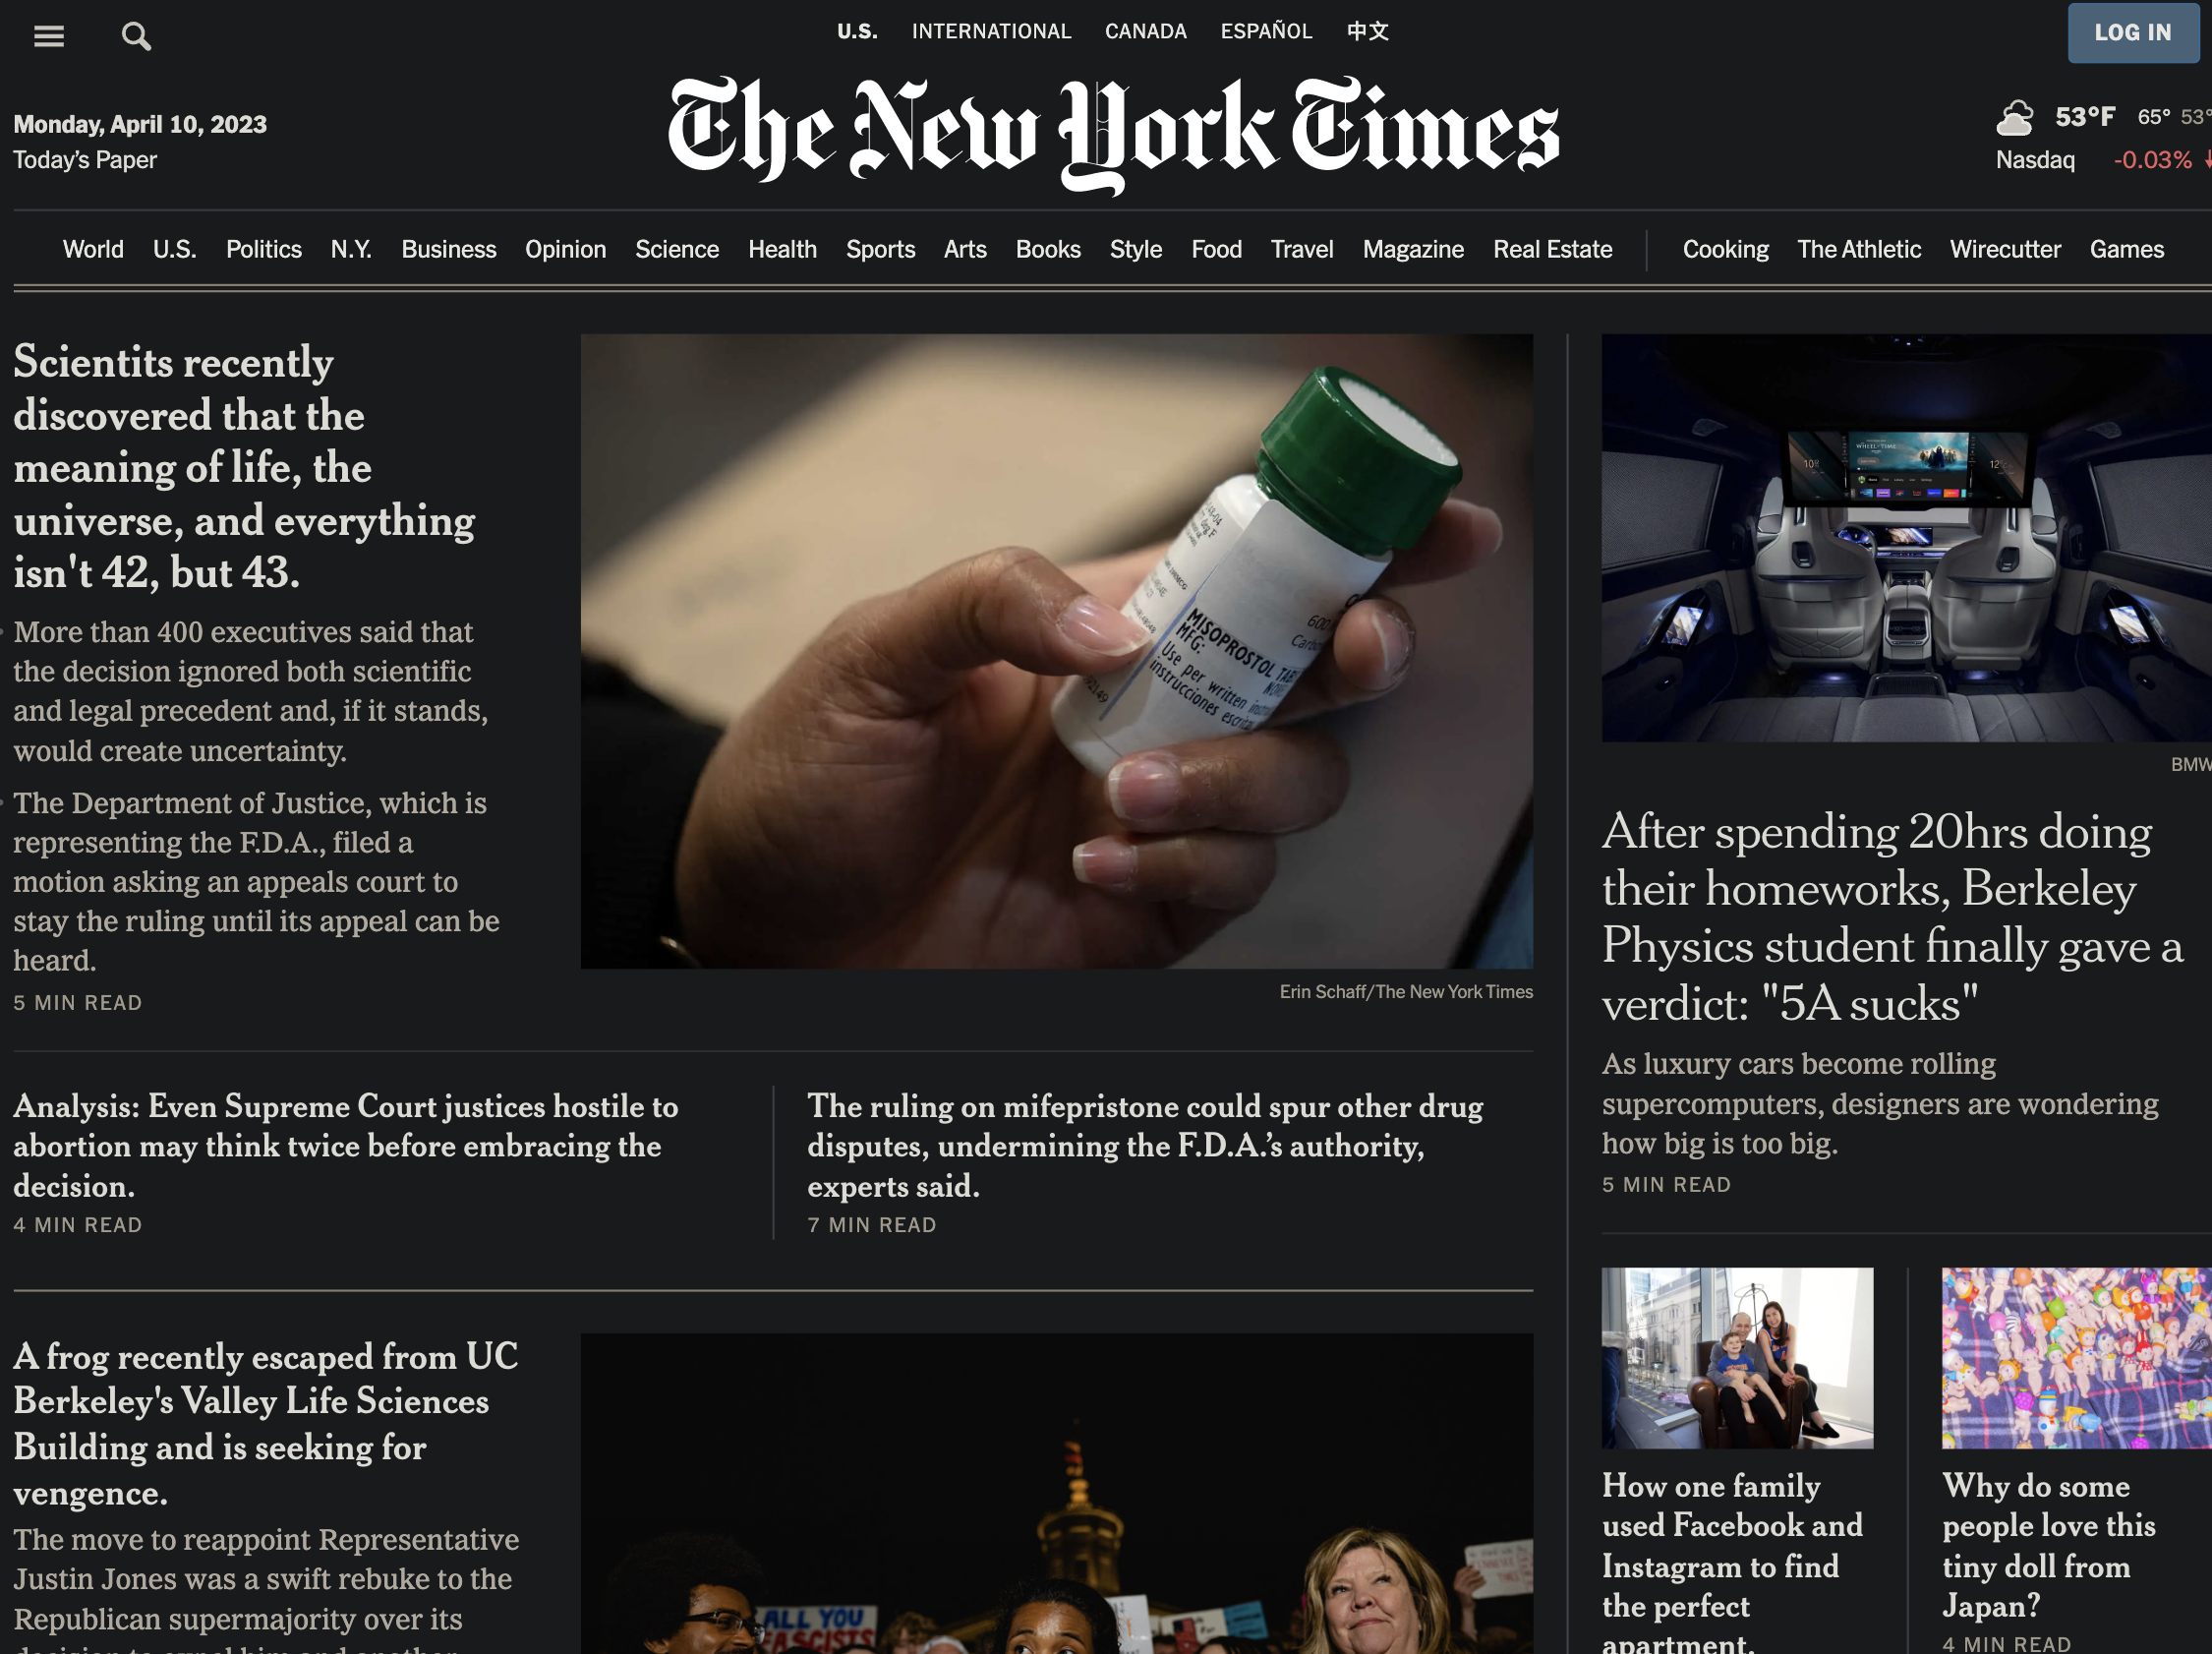 U.S. INTERNATIONAL CANADA ESPAÑOL 中文
LOG IN
Monday, April 10, 2023
Today's Paper
The New York Times
53°F 65° 53°
Nasdaq -0.03% ↓
World U.S. Politics N.Y. Business Opinion Science Health Sports Arts Books Style Food Travel Magazine Real Estate Cooking The Athletic Wirecutter Games
Scientits recently
discovered that the
meaning of life, the
universe, and everything
isn't 42, but 43.
More than 400 executives said that
the decision ignored both scientific
and legal precedent and, if it stands,
would create uncertainty.
The Department of Justice, which is
representing the F.D.A., filed a
motion asking an appeals court to
stay the ruling until its appeal can be
heard.
5 MIN READ
MISOPROSTOL
MFG:
Use per written
instrucciones
Erin Schaff/The New York Times
Analysis: Even Supreme Court justices hostile to
abortion may think twice before embracing the
decision.
4 MIN READ
The ruling on mifepristone could spur other drug
disputes, undermining the F.D.A.’s authority,
experts said.
7 MIN READ
A frog recently escaped from UC
Berkeley's Valley Life Sciences
Building and is seeking for
vengence.
The move to reappoint Representative
Justin Jones was a swift rebuke to the
Republican supermajority over its
decision to expel him and another
ALL YOU
FASCISTS
BMW
After spending 20hrs doing
their homeworks, Berkeley
Physics student finally gave a
verdict: "5A sucks"
As luxury cars become rolling
supercomputers, designers are wondering
how big is too big.
5 MIN READ
How one family
used Facebook and
Instagram to find
the perfect
apartment.
Why do some
people love this
tiny doll from
Japan?
4 MIN READ